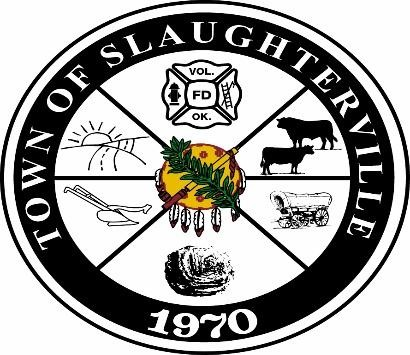 TOWN OF SLAUGHTERVILLE
VOL.
FD
OK.
1970